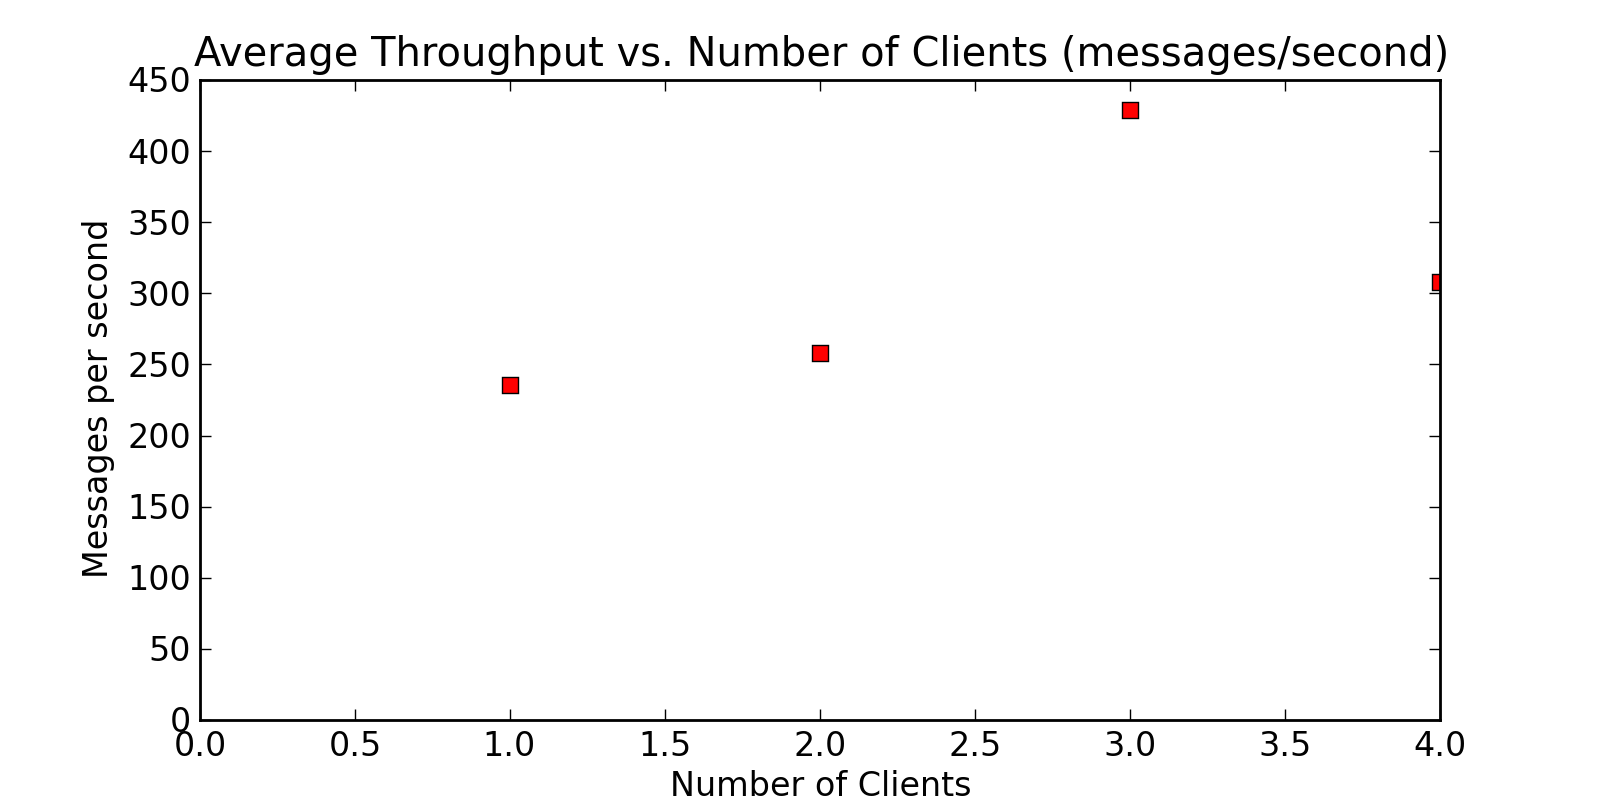 Average Throughput vs. Number of Clients (messages/second)
450
400
350
300
250
200
150
100
50
0
Messages per second
0.0 0.5 1.0 1.5 2.0 2.5 3.0 3.5 4.0
Number of Clients